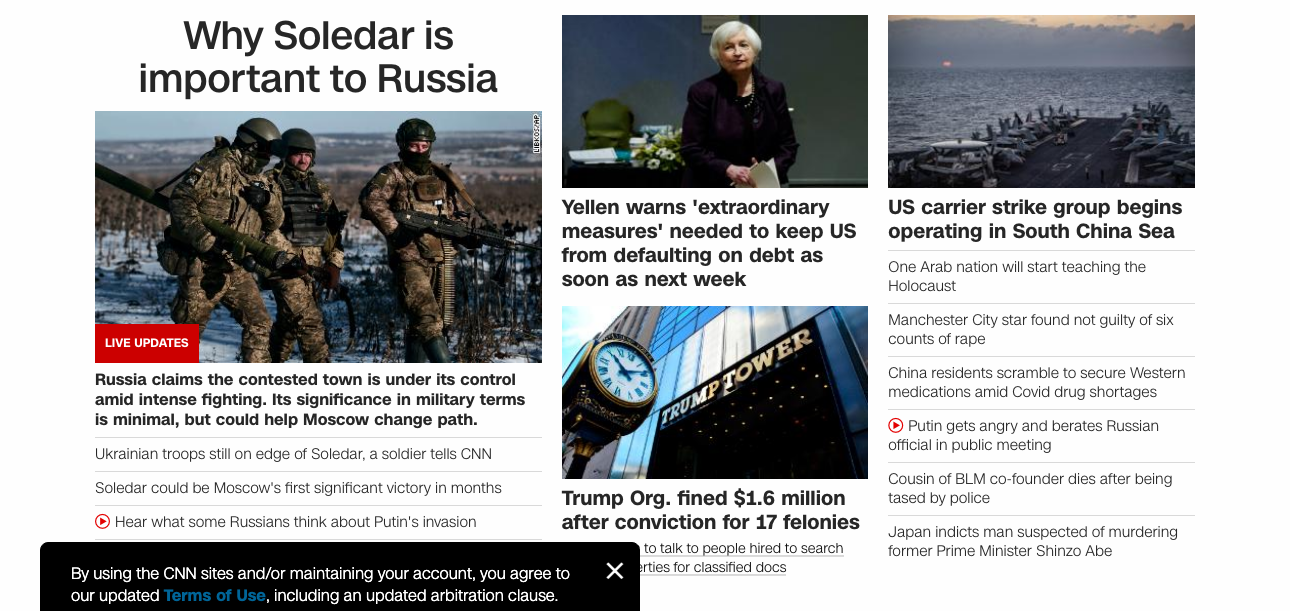 Why Soledar is
important to Russia
LIBKOS/AP
LIVE UPDATES
Russia claims the contested town is under its control
amid intense fighting. Its significance in military terms
is minimal, but could help Moscow change path.
Ukrainian troops still on edge of Soledar, a soldier tells CNN
Soledar could be Moscow's first significant victory in months
Hear what some Russians think about Putin's invasion
By using the CNN sites and/or maintaining your account, you agree to
our updated Terms of Use, including an updated arbitration clause.
Yellen warns 'extraordinary
measures' needed to keep US
from defaulting on debt as
soon as next week
TRUMP TOWER
Trump Org. fined $1.6 million
after conviction for 17 felonies
to talk to people hired to search
erties for classified docs
US carrier strike group begins
operating in South China Sea
One Arab nation will start teaching the
Holocaust
Manchester City star found not guilty of six
counts of rape
China residents scramble to secure Western
medications amid Covid drug shortages
Putin gets angry and berates Russian
official in public meeting
Cousin of BLM co-founder dies after being
tased by police
Japan indicts man suspected of murdering
former Prime Minister Shinzo Abe